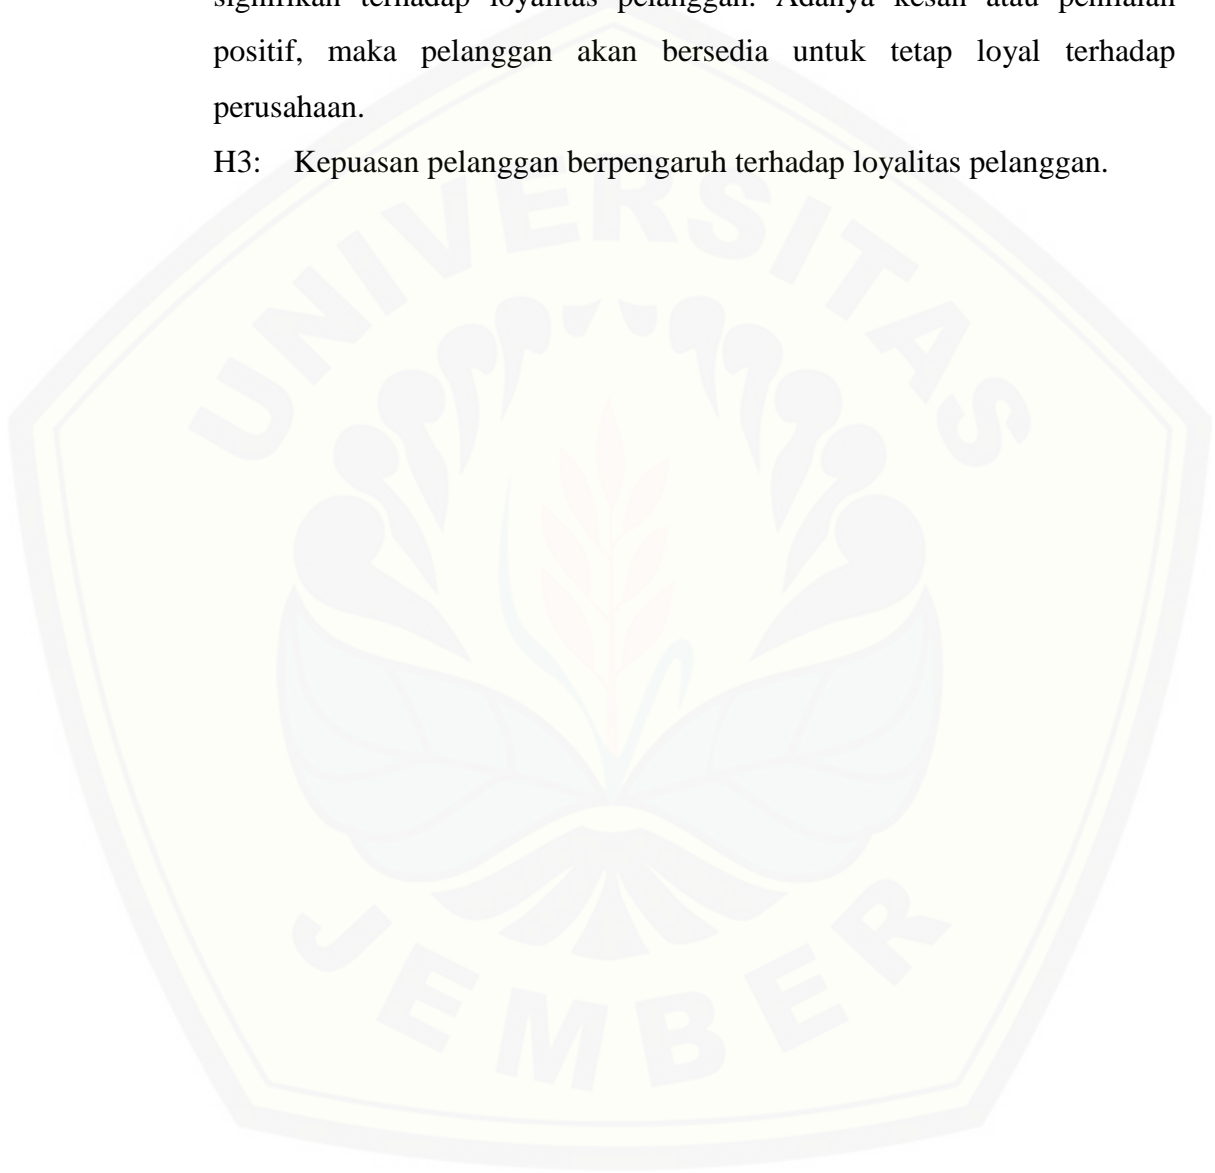 signifikan terhadap loyalitas pelanggan. Adanya kesan atau penilaian
positif, maka pelanggan akan bersedia untuk tetap loyal terhadap
perusahaan.
H3: Kepuasan pelanggan berpengaruh terhadap loyalitas pelanggan.
UNIVERSITAS
JEMBER